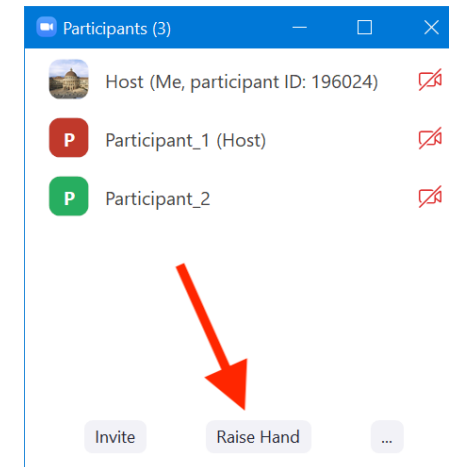 Participants (3)
Host (Me, participant ID: 196024)
P Participant_1 (Host)
P Participant_2
Invite Raise Hand ...